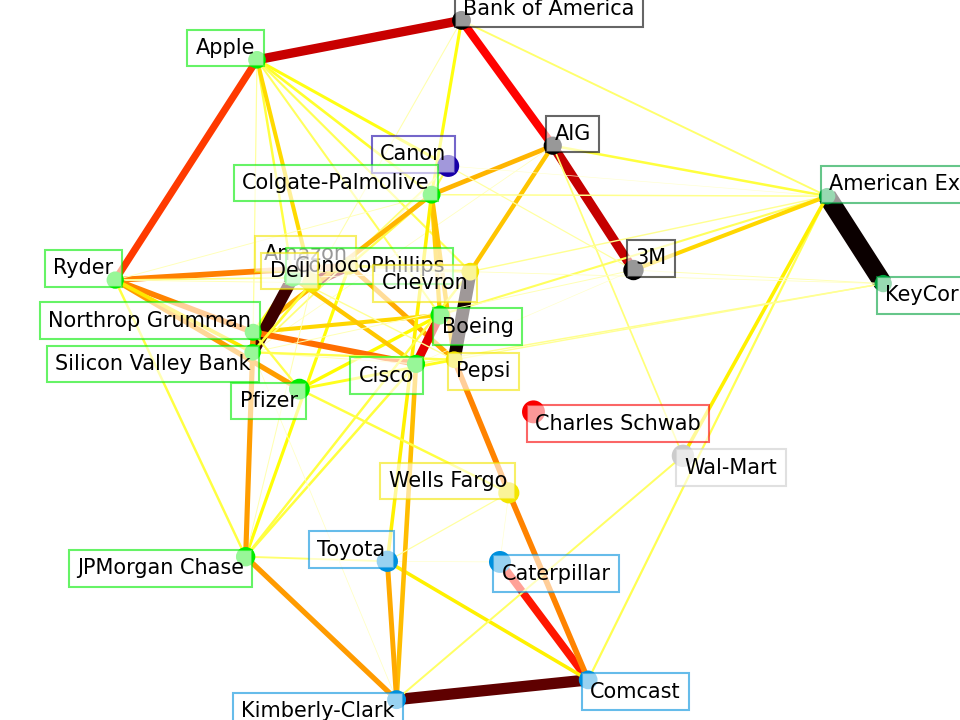 Bank of America
Apple
AIG
Canon
Colgate-Palmolive
American Ex
Amazon
3M
Ryder
Dell
ConocoPhillips
Chevron
KeyCor
Northrop Grumman
Boeing
Silicon Valley Bank
Cisco
Pepsi
Pfizer
Charles Schwab
Wal-Mart
Wells Fargo
Toyota
JPMorgan Chase
Caterpillar
Comcast
Kimberly-Clark